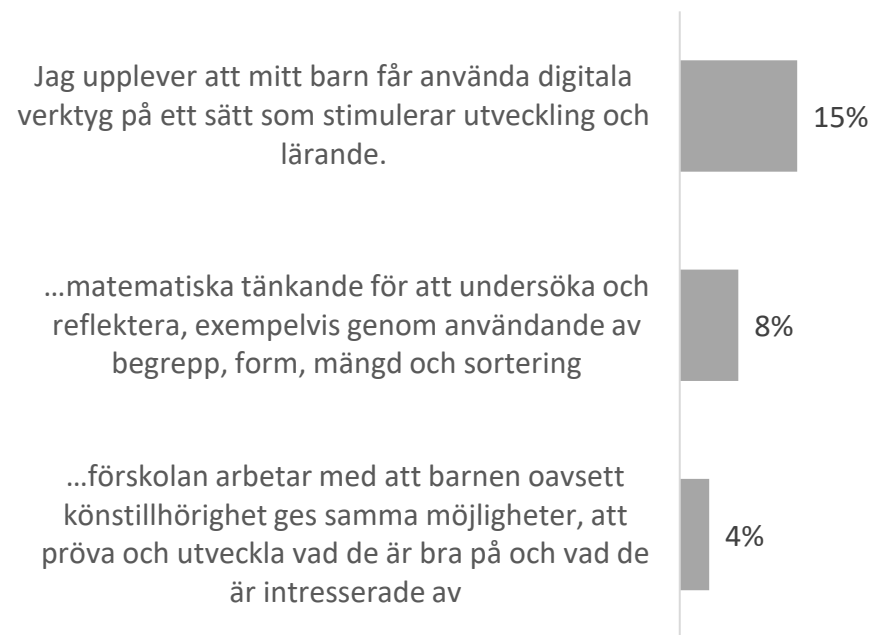 Jag upplever att mitt barn får använda digitala
verktyg på ett sätt som stimulerar utveckling och
lärande.
15%
…matematiska tänkande för att undersöka och
reflektera, exempelvis genom användande av
begrepp, form, mängd och sortering
8%
…förskolan arbetar med att barnen oavsett
könstillhörighet ges samma möjligheter, att
pröva och utveckla vad de är bra på och vad de
är intresserade av
4%